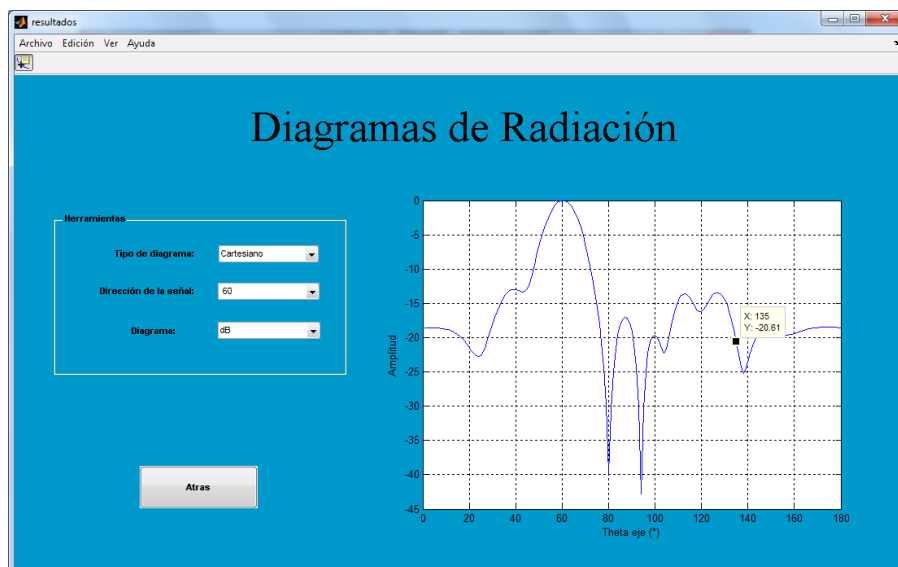 resultados
Archivo Edición Ver Ayuda
Diagramas de Radiación
Herramientas
Tipo de diagrama: Cartesiano
Dirección de la señal: 60
Diagrama: dB
Atras
0
-5
-10
-15
-20
-25
-30
-35
-40
-45
Amplitud
X: 135
Y: -20.61
0 20 40 60 80 100 120 140 160 180
Theta eje (°)